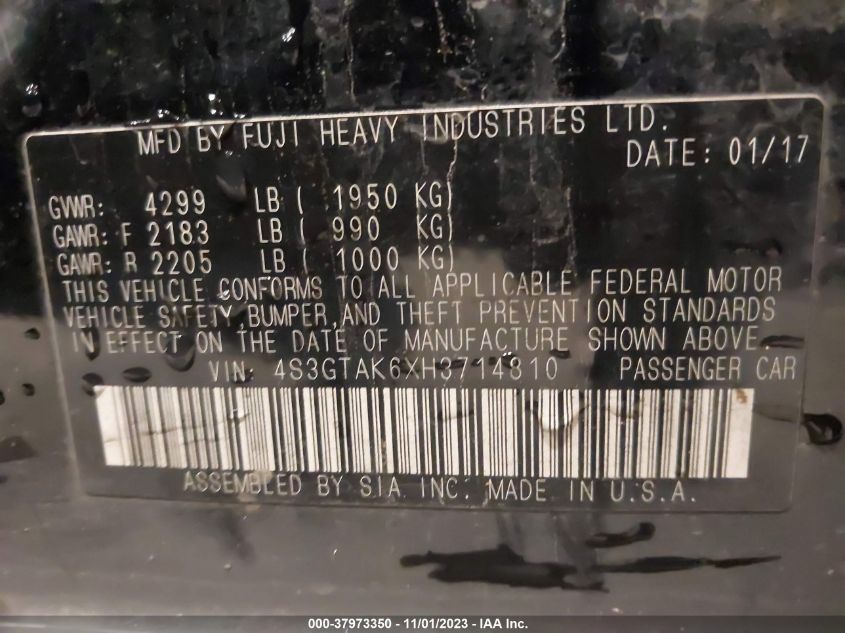 MFD BY FUJI HEAVY INDUSTRIES LTD.
DATE: 01/17
GVWR: 4299 LB ( 1950 KG)
GAWR: F 2183 LB ( 990 KG)
GAWR: R 2205 LB ( 1000 KG)
THIS VEHICLE CONFORMS TO ALL APPLICABLE FEDERAL MOTOR
VEHICLE SAFETY,BUMPER,AND THEFT PREVENTION STANDARDS
IN EFFECT ON THE DATE OF MANUFACTURE SHOWN ABOVE.
VIN: 4S3GTAK6XH3714810 PASSENGER CAR
ASSEMBLED BY SIA INC. MADE IN U.S.A.
000-37973350 - 11/01/2023 - IAA Inc.